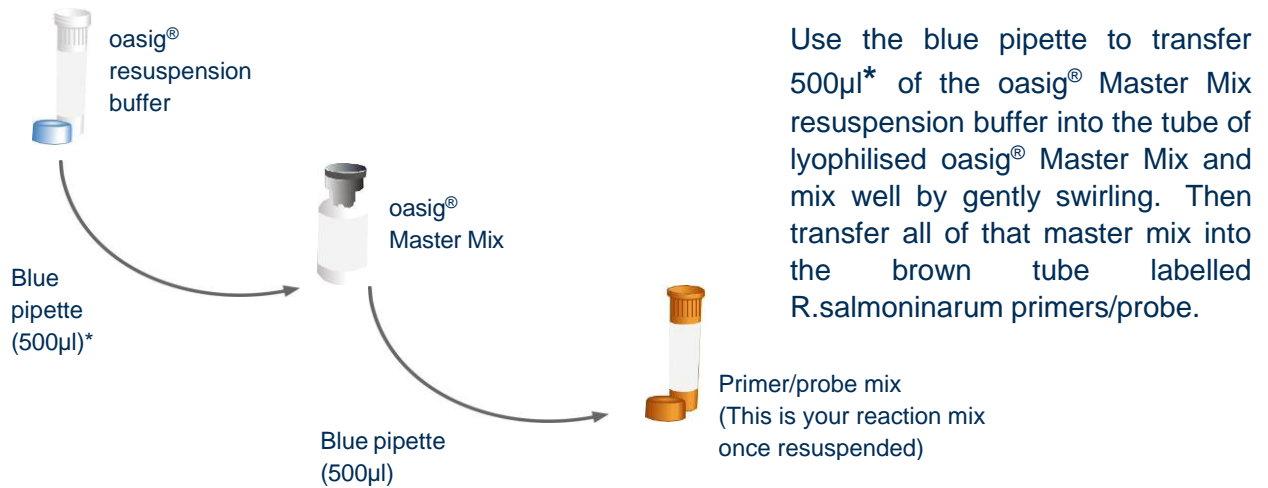 oasig®
resuspension
buffer
Use the blue pipette to transfer
500µl* of the oasig® Master Mix
resuspension buffer into the tube of
lyophilised oasig® Master Mix and
mix well by gently swirling. Then
transfer all of that master mix into
the brown tube labelled
R.salmoninarum primers/probe.
oasig®
Master Mix
Blue
pipette
(500µl)*
Primer/probe mix
(This is your reaction mix
once resuspended)
Blue pipette
(500µl)